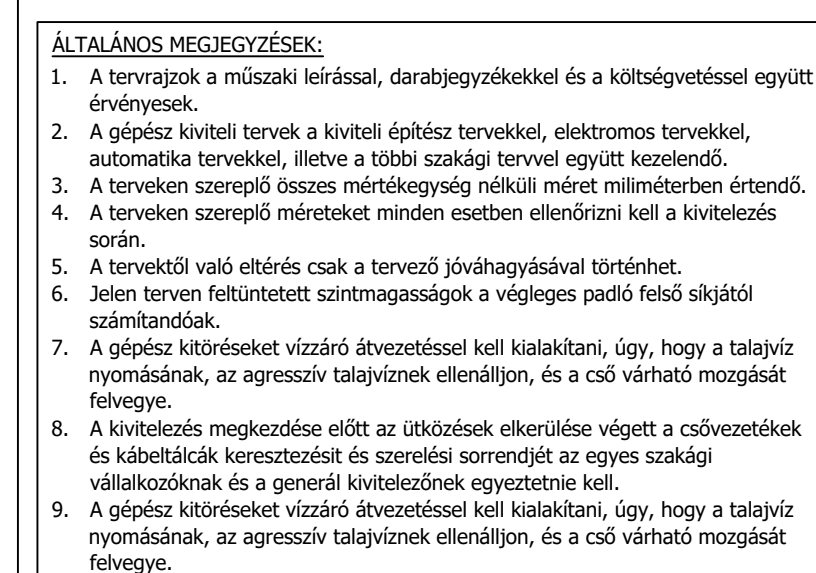 ÁLTALÁNOS MEGJEGYZÉSEK:
1. A tervrajzok a műszaki leírással, darabjegyzékekkel és a költségvetéssel együtt
érvényesek.
2. A gépész kiviteli tervek a kiviteli építész tervekkel, elektromos tervekkel,
automatika tervekkel, illetve a többi szakági tervvel együtt kezelendő.
3. A terveken szereplő összes mértékegység nélküli méret miliméterben értendő.
4. A terveken szereplő méreteket minden esetben ellenőrizni kell a kivitelezés
során.
5. A tervektől való eltérés csak a tervező jóváhagyásával történhet.
6. Jelen terven feltüntetett szintmagasságok a végleges padló felső síkjától
számítandóak.
7. A gépész kitöréseket vízzáró átvezetéssel kell kialakítani, úgy, hogy a talajvíz
nyomásának, az agresszív talajvíznek ellenálljon, és a cső várható mozgását
felvegye.
8. A kivitelezés megkezdése előtt az ütközések elkerülése végett a csővezetékek
és kábeltálcák keresztezésit és szerelési sorrendjét az egyes szakági
vállalkozóknak és a generál kivitelezőnek egyeztetnie kell.
9. A gépész kitöréseket vízzáró átvezetéssel kell kialakítani, úgy, hogy a talajvíz
nyomásának, az agresszív talajvíznek ellenálljon, és a cső várható mozgását
felvegye.